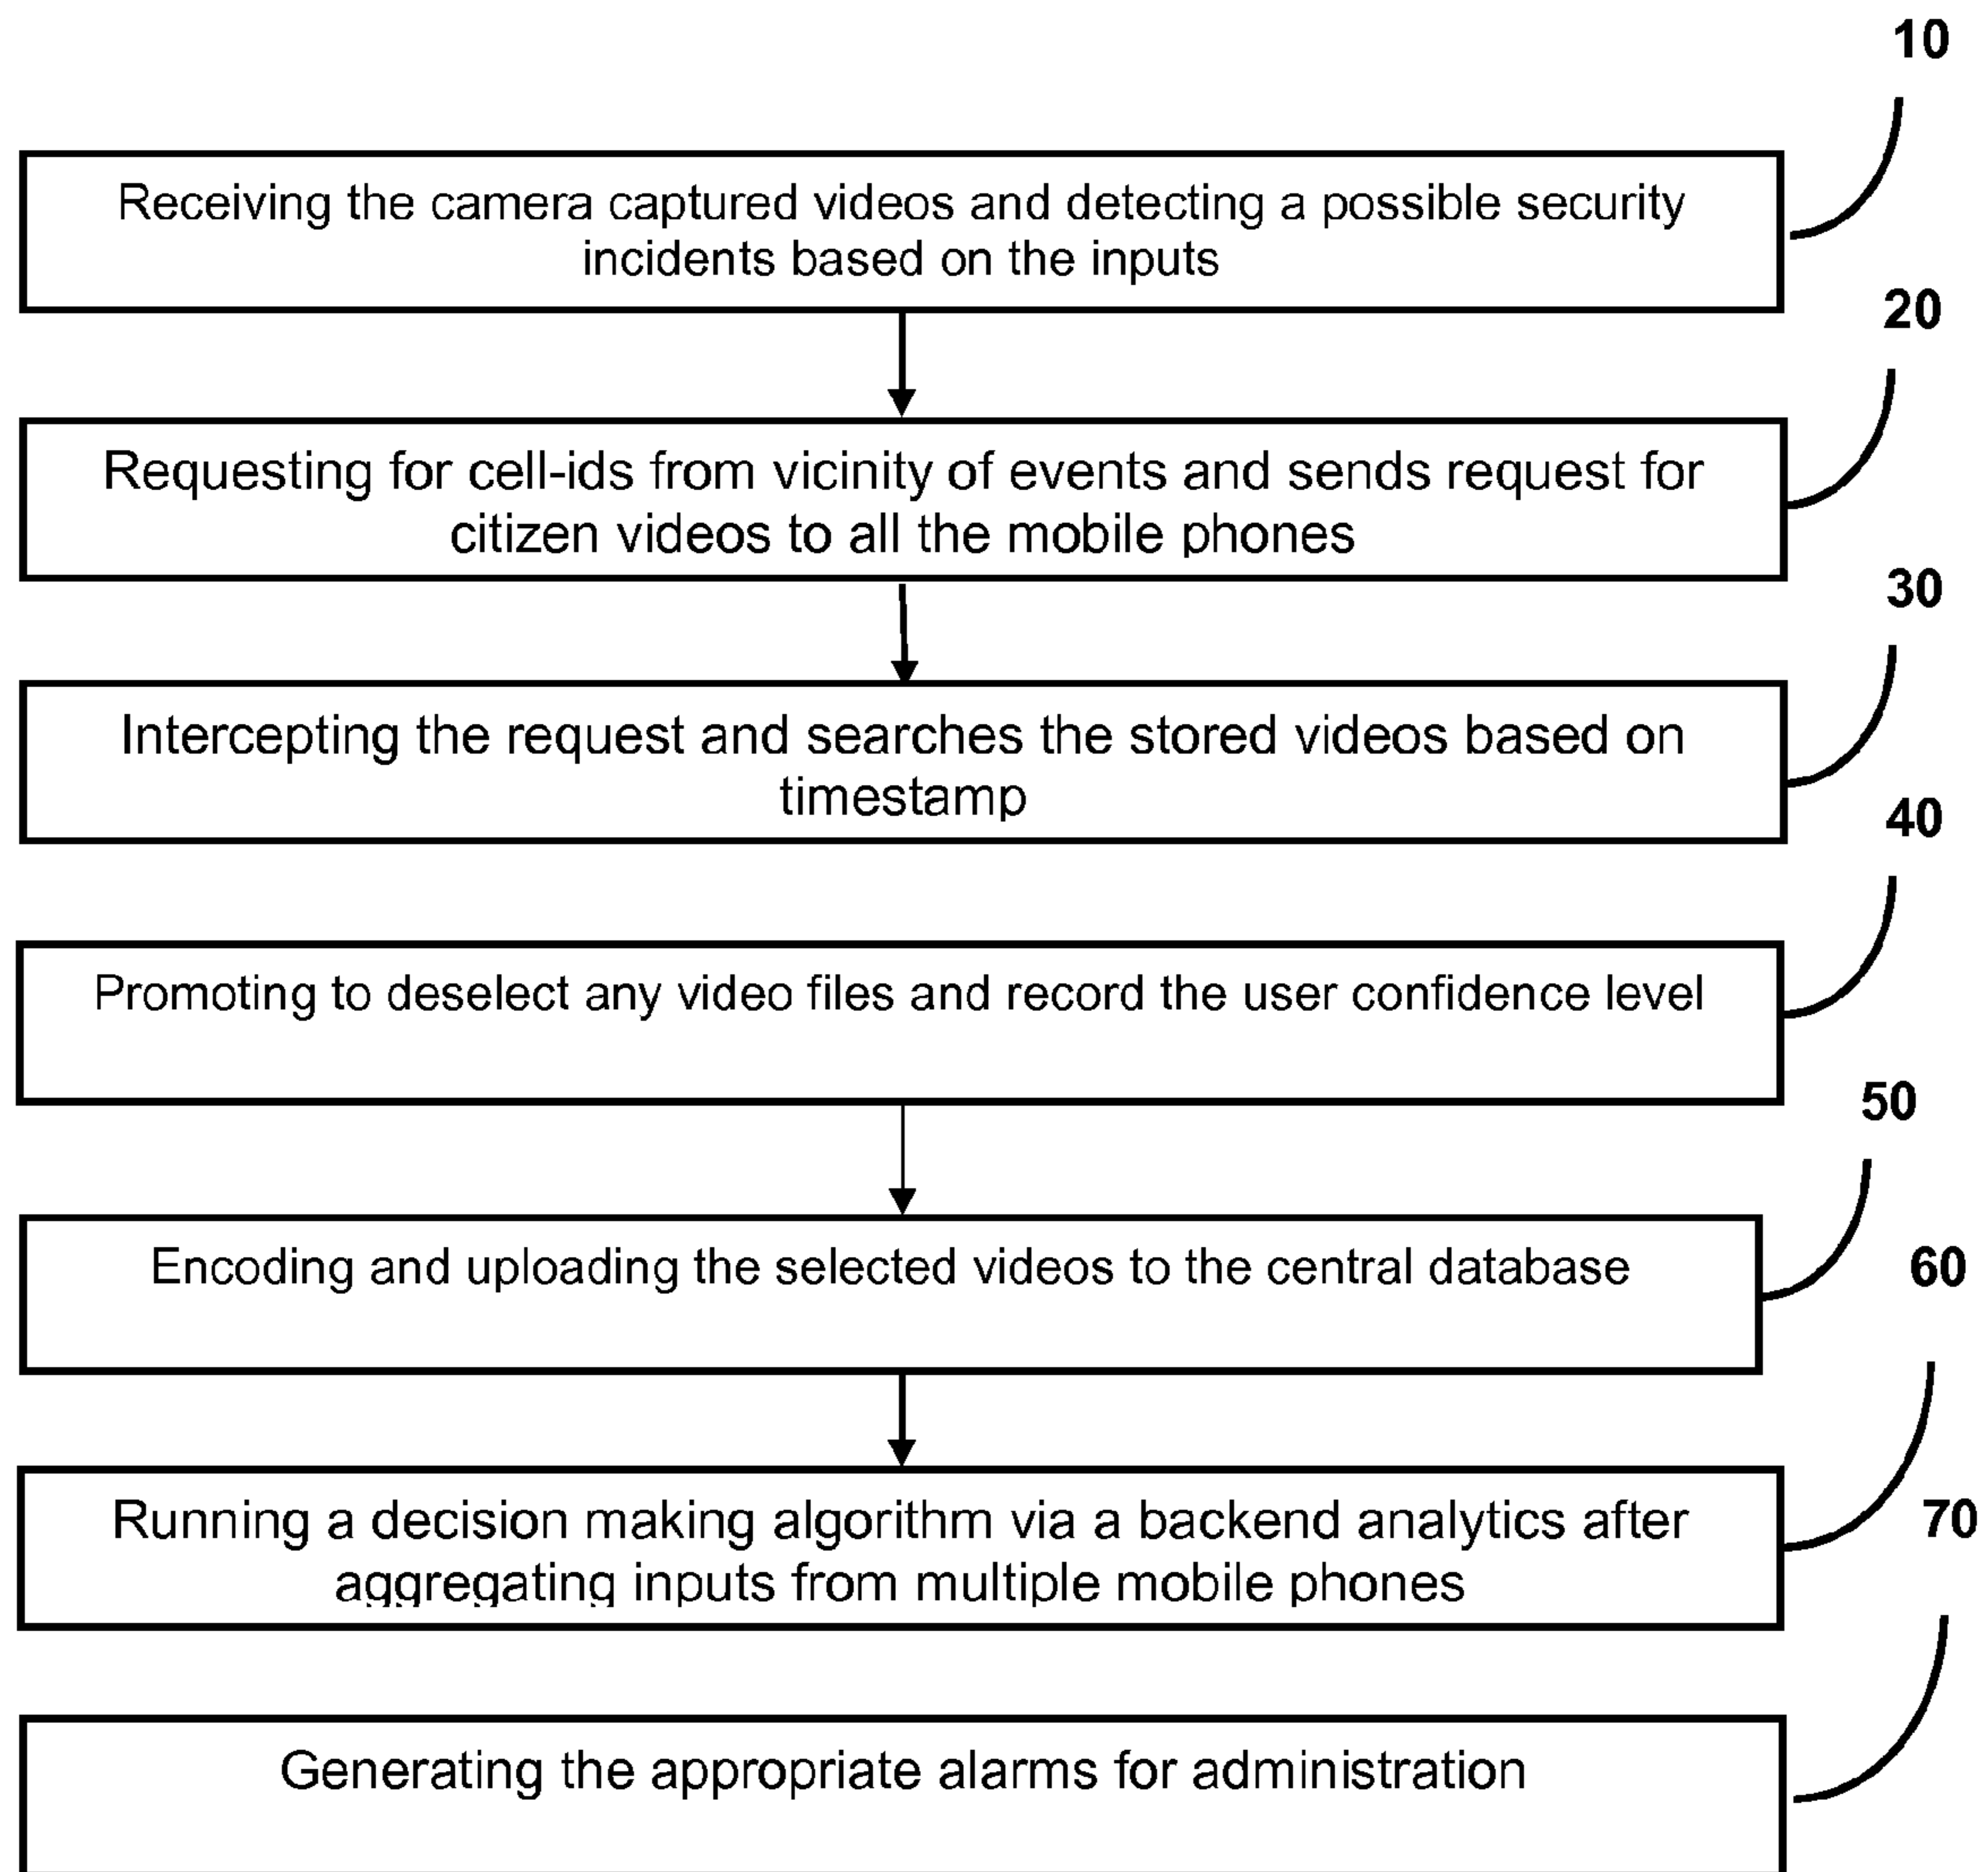 10
Receiving the camera captured videos and detecting a possible security
incidents based on the inputs
20
Requesting for cell-ids from vicinity of events and sends request for
citizen videos to all the mobile phones
30
Intercepting the request and searches the stored videos based on
timestamp
40
Promoting to deselect any video files and record the user confidence level
50
Encoding and uploading the selected videos to the central database
60
Running a decision making algorithm via a backend analytics after
aggregating inputs from multiple mobile phones
70
Generating the appropriate alarms for administration